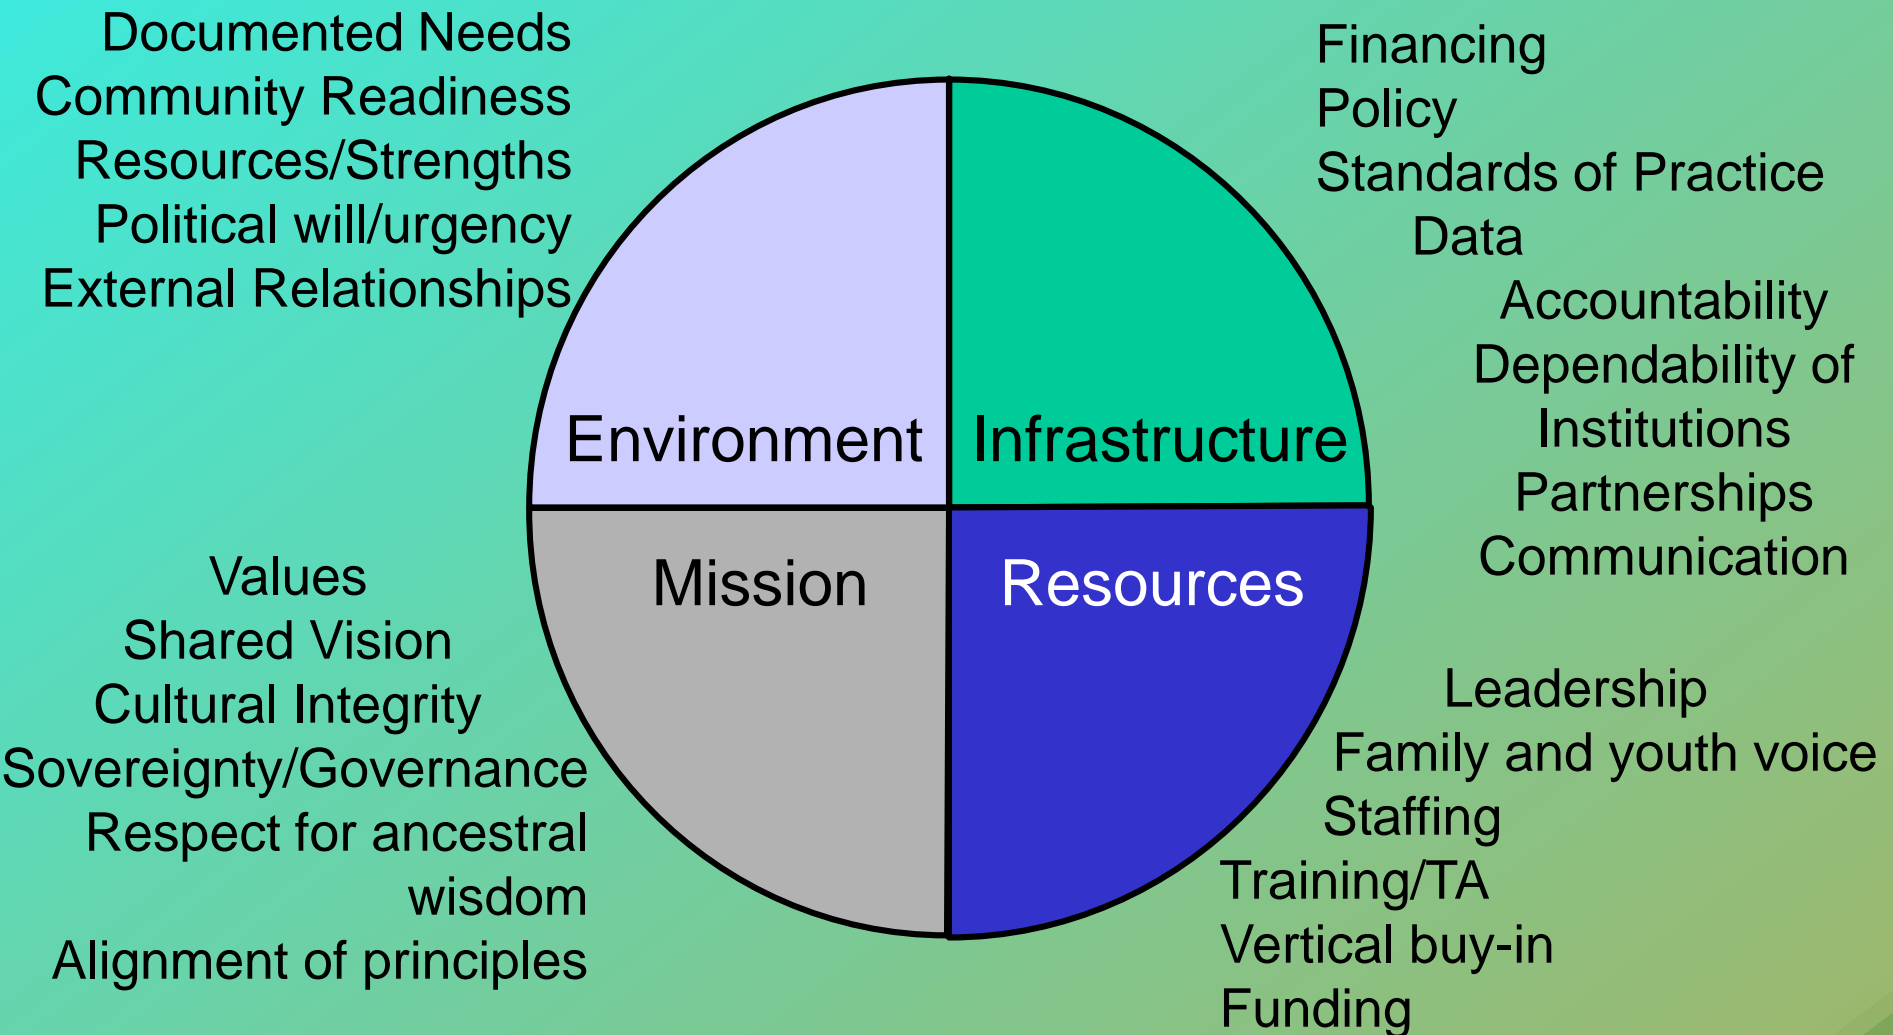 Documented Needs
Community Readiness
Resources/Strengths
Political will/urgency
External Relationships
Financing
Policy
Standards of Practice
Data
Accountability
Dependability of
Institutions
Partnerships
Communication
Environment
Infrastructure
Mission
Resources
Values
Shared Vision
Cultural Integrity
Sovereignty/Governance
Respect for ancestral
wisdom
Alignment of principles
Leadership
Family and youth voice
Staffing
Training/TA
Vertical buy-in
Funding